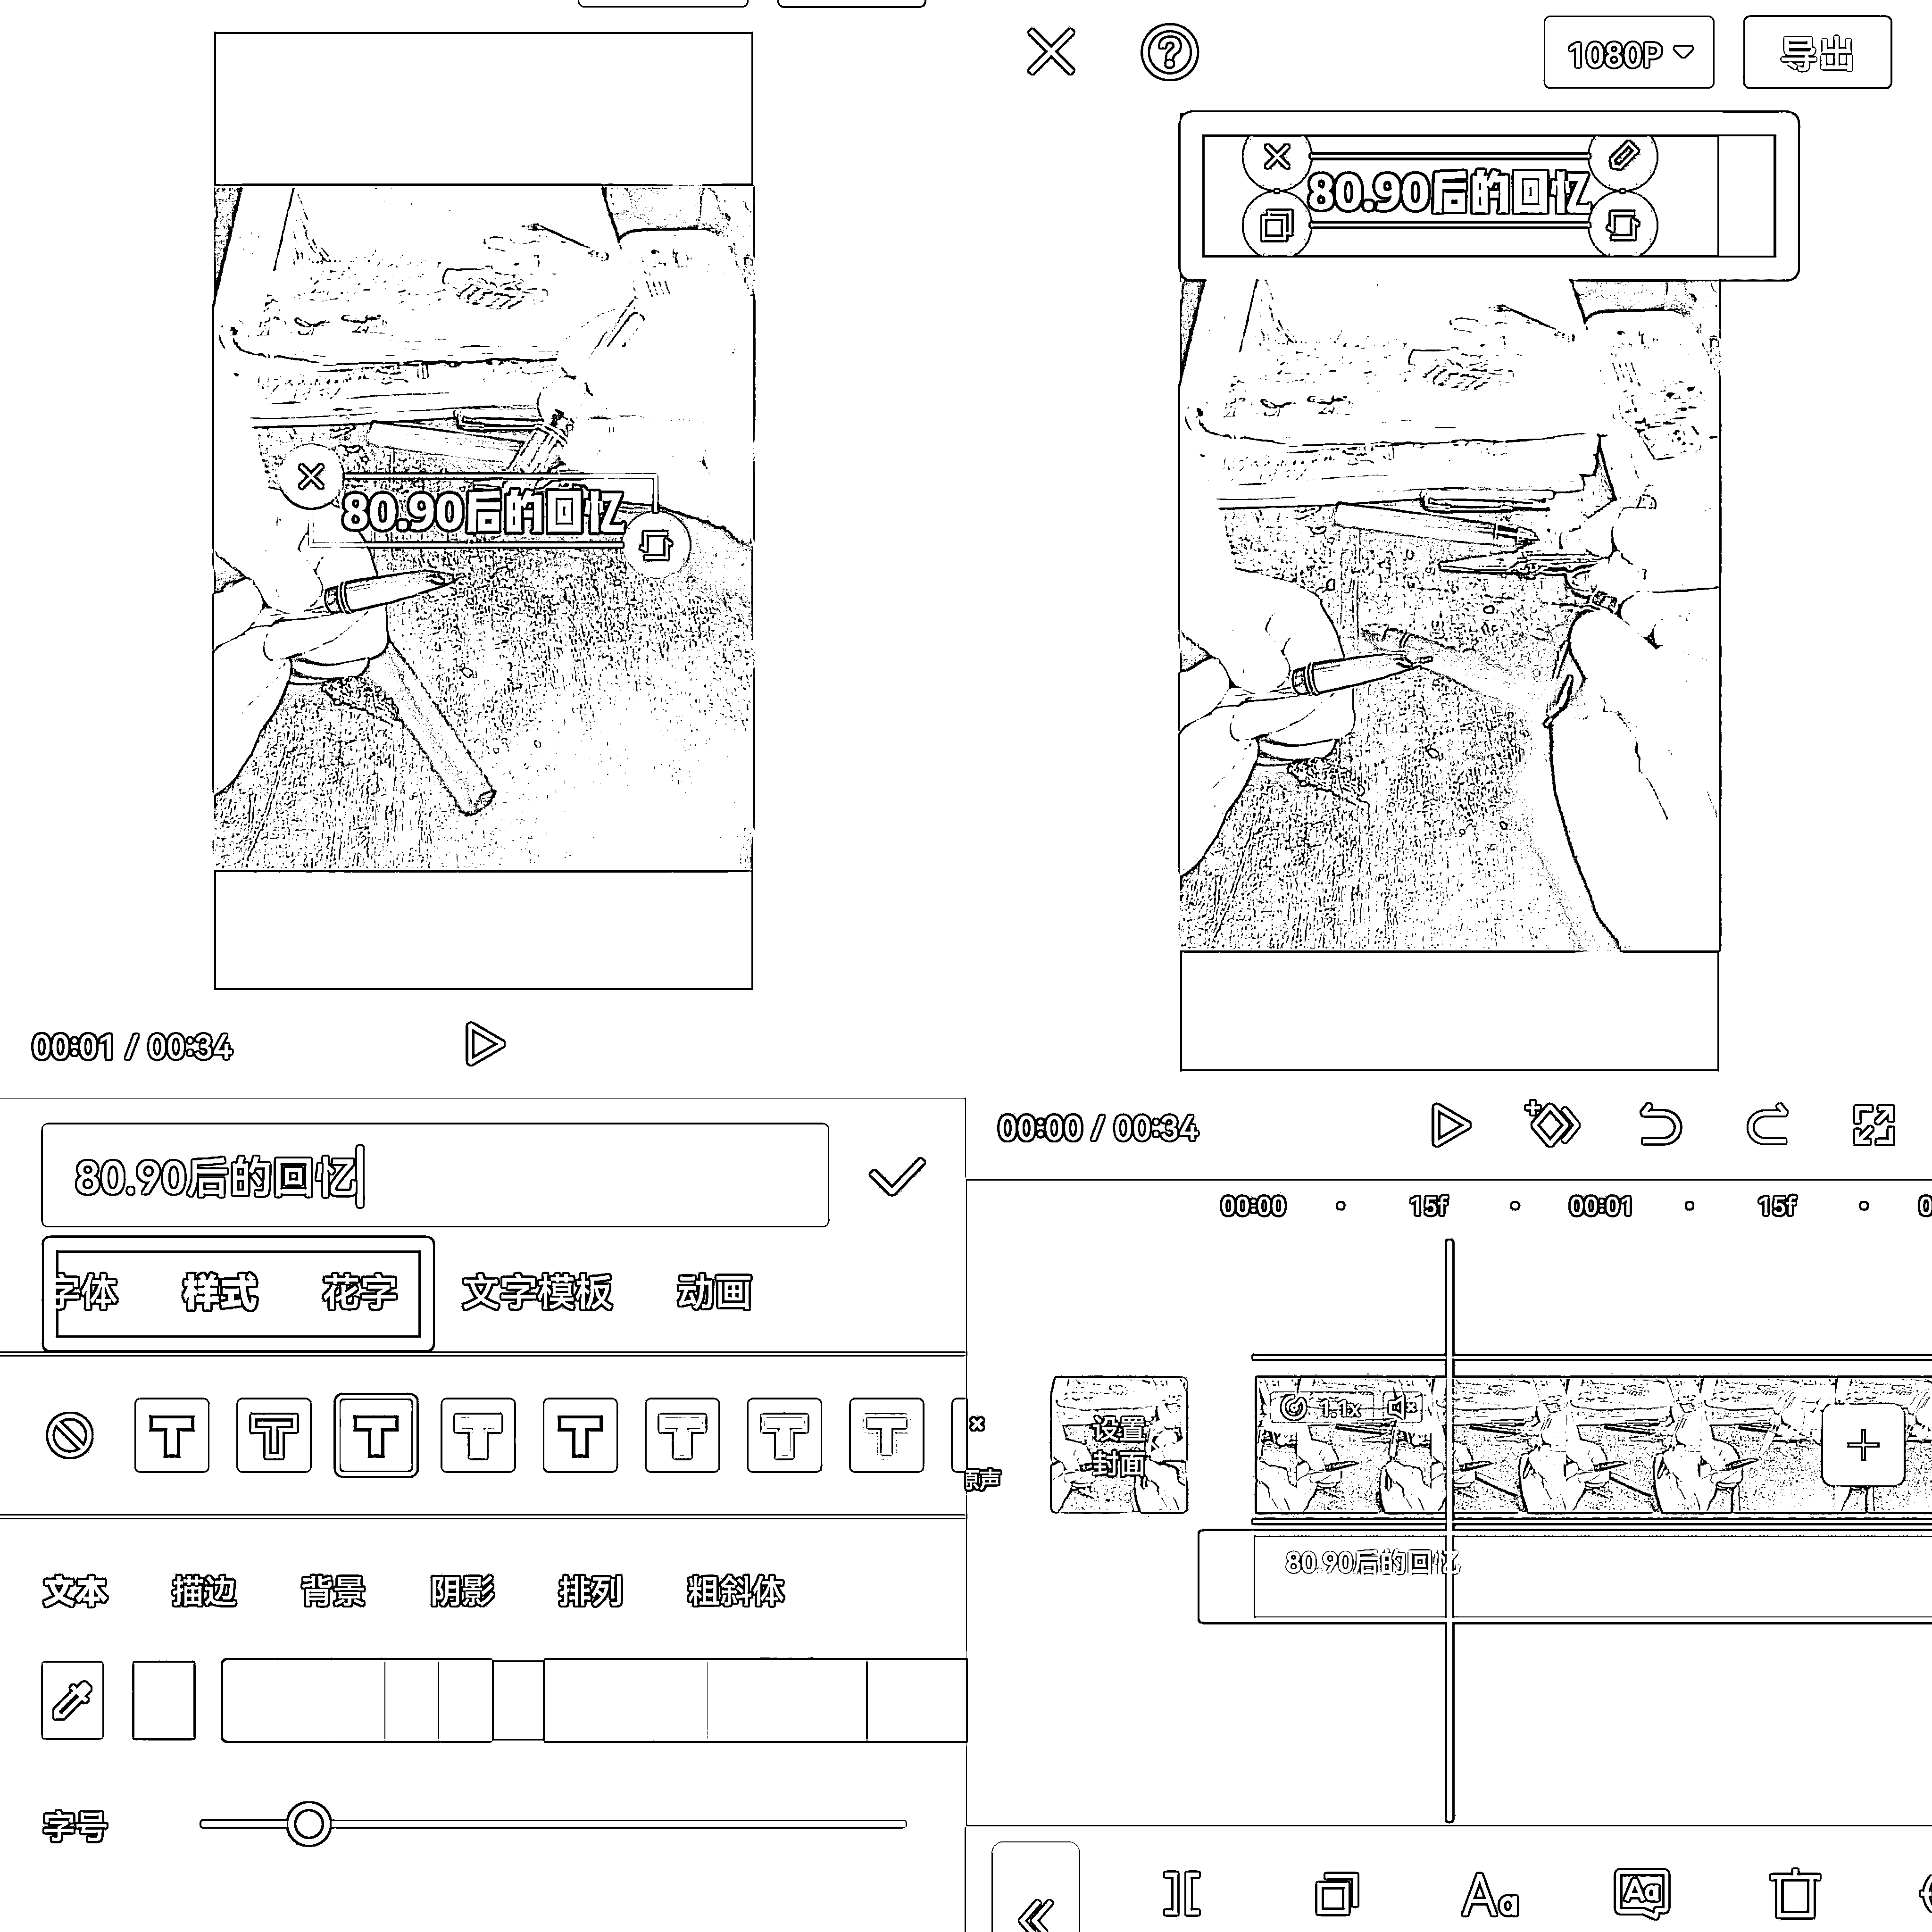 80.90后的回忆
00:01 / 00:34
80.90后的回忆
字体 样式 花字 文字模板 动画
T T T T T T T T
文本 描边 背景 阴影 排列 粗斜体
字号
1080P 导出
80.90后的回忆
00:00 / 00:34
00:00 15f 00:01 15f
1.1x
设置
封面
原声
80.90后的回忆
Aa Aa